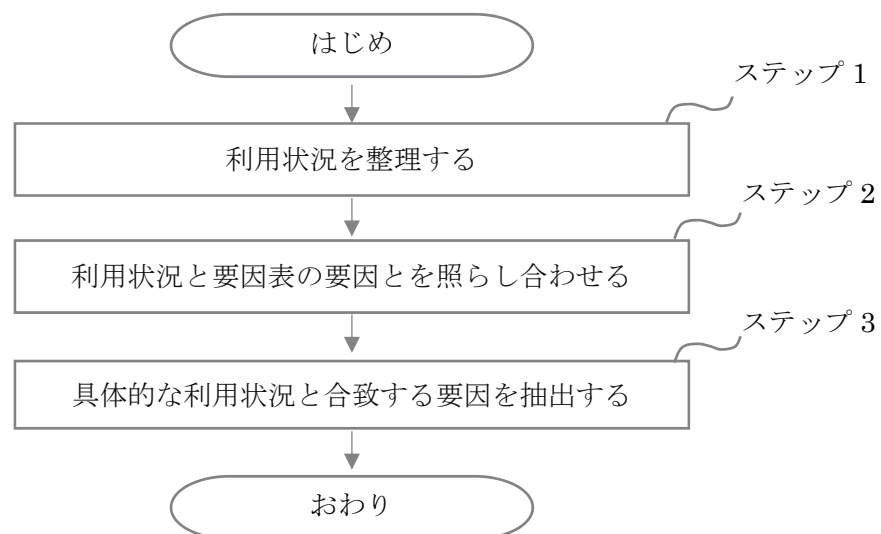 はじめ
ステップ 1
利用状況を整理する
ステップ 2
利用状況と要因表の要因とを照らし合わせる
ステップ 3
具体的な利用状況と合致する要因を抽出する
おわり